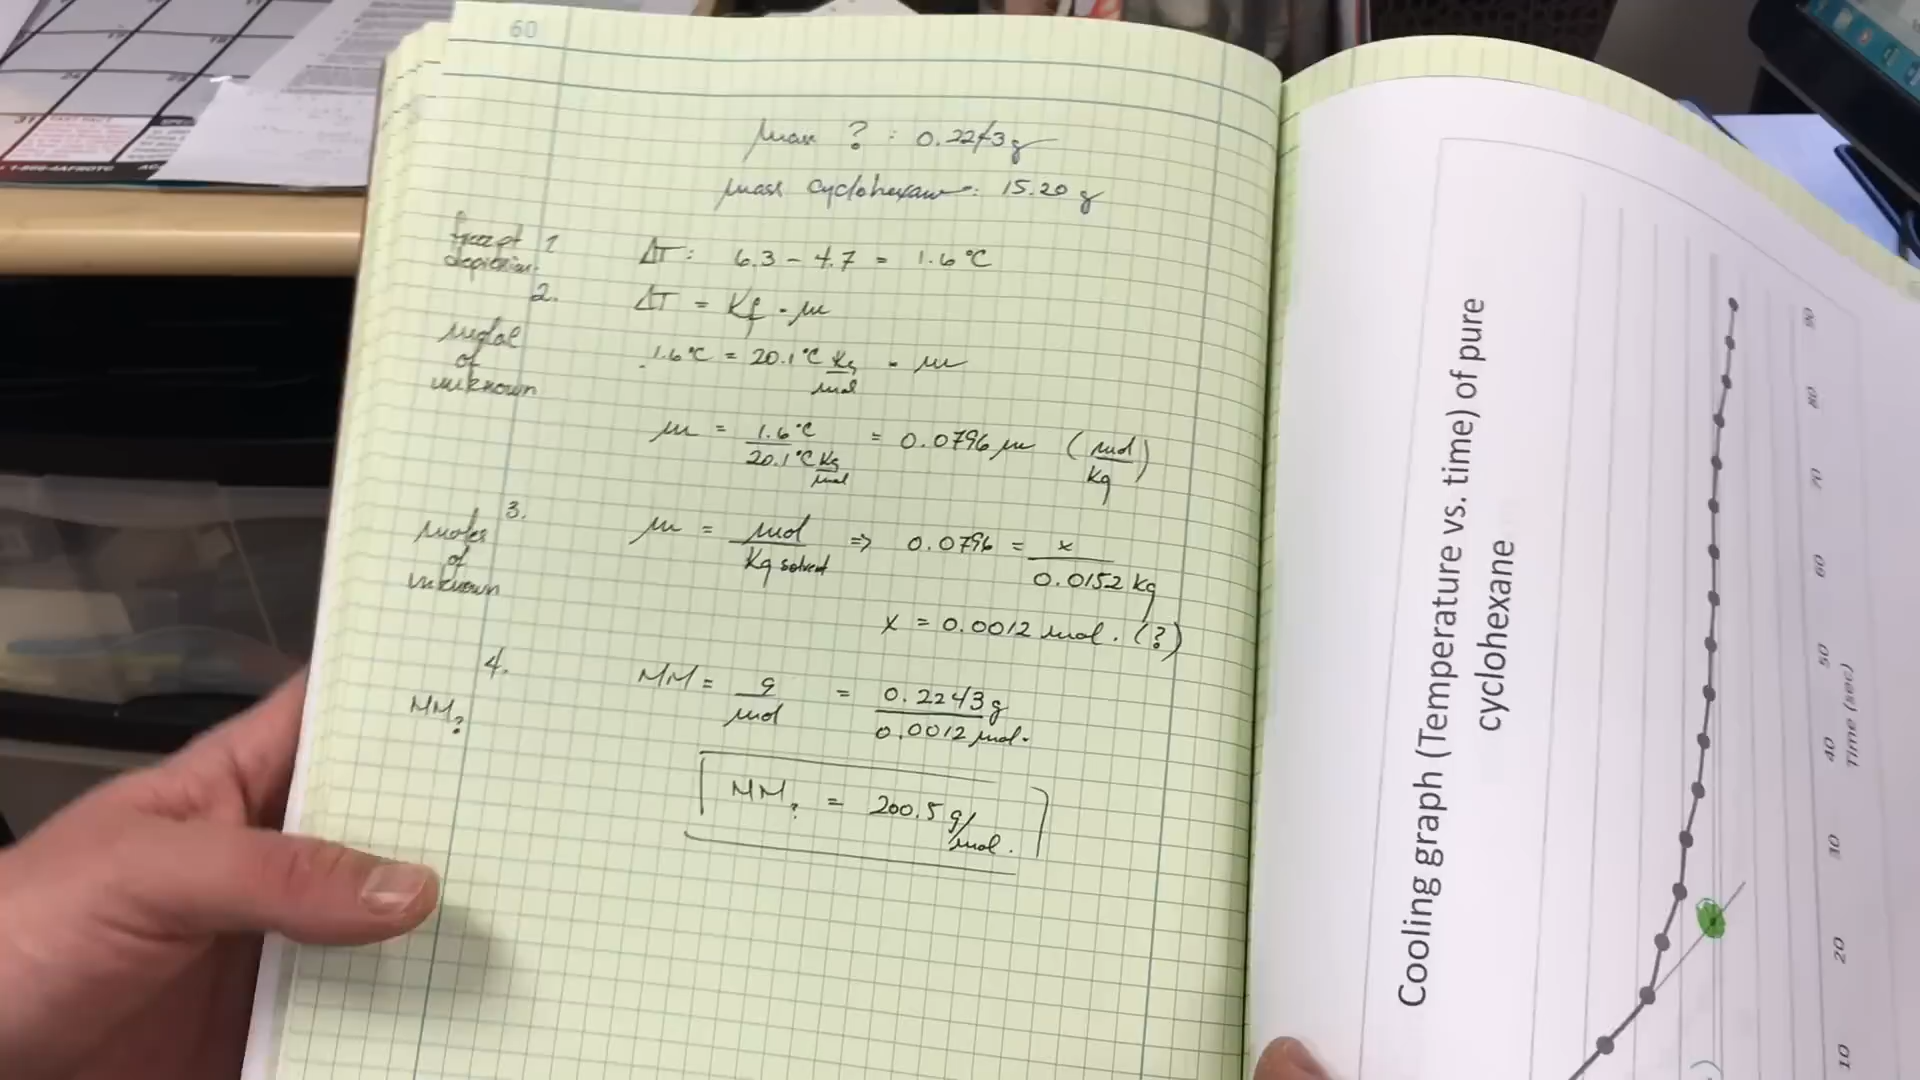 60
Mass ? : 0.2243 g
Mass cyclohexane: 15.20 g
1
depression.
ΔT: 6.3 - 4.7 = 1.6 °C
2.
ΔT = Kf · m
molal
of
unknown
1.6 °C = 20.1 °C Kg/mol · m
m = 1.6 °C / 20.1 °C Kg/mol = 0.0796 m (mol/kg)
3.
moles
of
unknown
m = mol / Kg solvent ⇒ 0.0796 = x / 0.0152 kg
x = 0.0012 mol. (?)
4.
MM?
MM = g/mol = 0.2243 g / 0.0012 mol.
MM? = 200.5 g/mol.
Cooling graph (Temperature vs. time) of pure
cyclohexane
10 20 30 40 50 60 70 80 90
Time (sec)
31